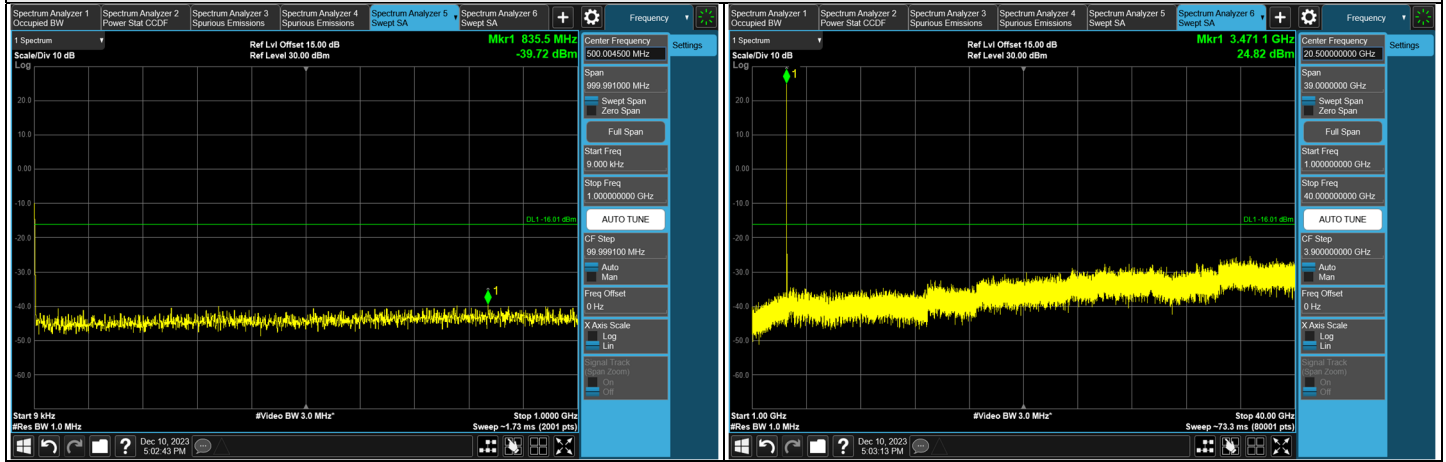 Spectrum Analyzer 1
Occupied BW
Spectrum Analyzer 2
Power Stat CCDF
Spectrum Analyzer 3
Spurious Emissions
Spectrum Analyzer 4
Spurious Emissions
Spectrum Analyzer 5
Swept SA
Spectrum Analyzer 6
Swept SA
Frequency
1 Spectrum
Scale/Div 10 dB
Log
Ref Lvl Offset 15.00 dB
Ref Level 30.00 dBm
Mkr1 835.5 MHz
-39.72 dBm
1
20.0
10.0
0.00
-10.0
DL1 -16.01 dBm
-20.0
-30.0
-40.0
-50.0
-60.0
Start 9 kHz
#Res BW 1.0 MHz
#Video BW 3.0 MHz*
Stop 1.0000 GHz
Sweep ~1.73 ms (2001 pts)
Dec 10, 2023
5:02:43 PM
Center Frequency
500.004500 MHz
Settings
Span
999.991000 MHz
Swept Span
Zero Span
Full Span
Start Freq
9.000 kHz
Stop Freq
1.000000000 GHz
AUTO TUNE
CF Step
99.999100 MHz
Auto
Man
Freq Offset
0 Hz
X Axis Scale
Log
Lin
Signal Track
(Span Zoom)
On
Off
Spectrum Analyzer 1
Occupied BW
Spectrum Analyzer 2
Power Stat CCDF
Spectrum Analyzer 3
Spurious Emissions
Spectrum Analyzer 4
Spurious Emissions
Spectrum Analyzer 5
Swept SA
Spectrum Analyzer 6
Swept SA
Frequency
1 Spectrum
Scale/Div 10 dB
Log
Ref Lvl Offset 15.00 dB
Ref Level 30.00 dBm
Mkr1 3.471 1 GHz
24.82 dBm
1
20.0
10.0
0.00
-10.0
DL1 -16.01 dBm
-20.0
-30.0
-40.0
-50.0
-60.0
Start 1.00 GHz
#Res BW 1.0 MHz
#Video BW 3.0 MHz*
Stop 40.00 GHz
Sweep ~73.3 ms (80001 pts)
Dec 10, 2023
5:03:13 PM
Center Frequency
20.50000000 GHz
Settings
Span
39.0000000 GHz
Swept Span
Zero Span
Full Span
Start Freq
1.000000000 GHz
Stop Freq
40.00000000 GHz
AUTO TUNE
CF Step
3.900000000 GHz
Auto
Man
Freq Offset
0 Hz
X Axis Scale
Log
Lin
Signal Track
(Span Zoom)
On
Off